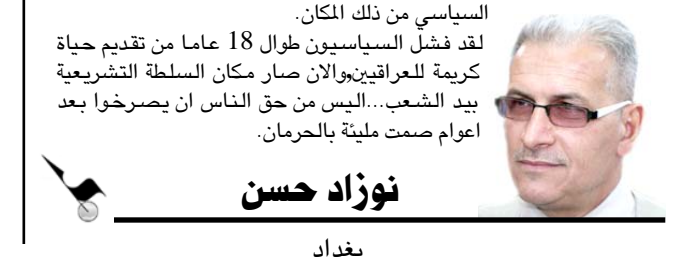 السياسي من ذلك المكان.
لقد فشل السياسيون طوال 18 عاما من تقديم حياة
كريمة للعراقيين,والان صار مكان السلطة التشريعية
بيد الشعب...اليس من حق الناس ان يصرخوا بعد
اعوام صمت مليئة بالحرمان.
نوزاد حسن
بغداد